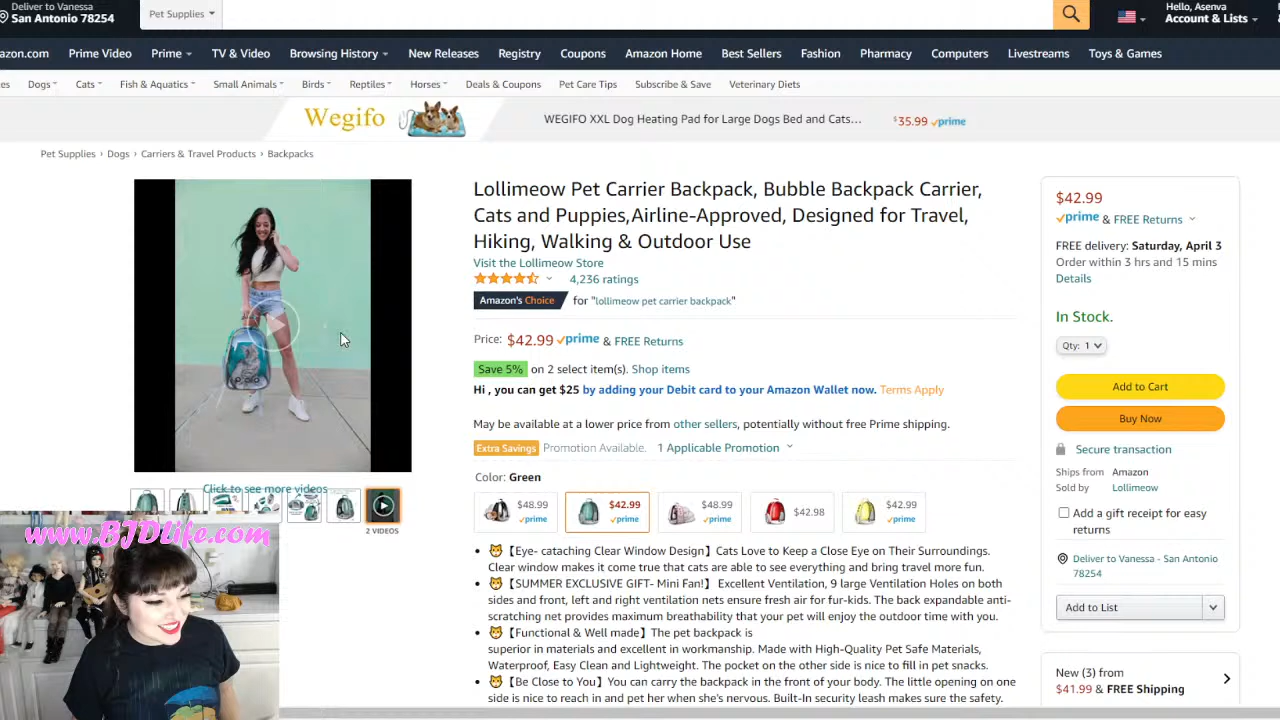 Deliver to Vanessa
San Antonio 78254
Pet Supplies
Hello, Asenva
Account & Lists
azon.com Prime Video Prime TV & Video Browsing History New Releases Registry Coupons Amazon Home Best Sellers Fashion Pharmacy Computers Livestreams Toys & Games
es Dogs Cats Fish & Aquatics Small Animals Birds Reptiles Horses Deals & Coupons Pet Care Tips Subscribe & Save Veterinary Diets
Wegifo WEGIFO XXL Dog Heating Pad for Large Dogs Bed and Cats... $35.99 prime
Pet Supplies › Dogs › Carriers & Travel Products › Backpacks
Lollimeow Pet Carrier Backpack, Bubble Backpack Carrier,
Cats and Puppies,Airline-Approved, Designed for Travel,
Hiking, Walking & Outdoor Use
Visit the Lollimeow Store
4,236 ratings
Amazon's Choice for "lollimeow pet carrier backpack"
Price: $42.99 prime & FREE Returns
Save 5% on 2 select item(s). Shop items
Hi , you can get $25 by adding your Debit card to your Amazon Wallet now. Terms Apply
May be available at a lower price from other sellers, potentially without free Prime shipping.
Extra Savings Promotion Available. 1 Applicable Promotion
Color: Green
$48.99 prime
$42.99 prime
$48.99 prime
$42.98
$42.99 prime
【Eye- cataching Clear Window Design】Cats Love to Keep a Close Eye on Their Surroundings.
Clear window makes it come true that cats are able to see everything and bring travel more fun.
【SUMMER EXCLUSIVE GIFT- Mini Fan!】Excellent Ventilation, 9 large Ventilation Holes on both
sides and front, left and right ventilation nets ensure fresh air for fur-kids. The back expandable anti-
scratching net provides maximum breathability that your pet will enjoy the outdoor time with you.
【Functional & Well made】The pet backpack is
superior in materials and excellent in workmanship. Made with High-Quality Pet Safe Materials,
Waterproof, Easy Clean and Lightweight. The pocket on the other side is nice to fill in pet snacks.
【Be Close to You】You can carry the backpack in the front of your body. The little opening on one
side is nice to reach in and pet her when she's nervous. Built-In security leash makes sure the safety.
Click to see more videos
2 VIDEOS
www.BJDLife.com
$42.99
prime & FREE Returns
FREE delivery: Saturday, April 3
Order within 3 hrs and 15 mins
Details
In Stock.
Qty: 1
Add to Cart
Buy Now
Secure transaction
Ships from Amazon
Sold by Lollimeow
Add a gift receipt for easy
returns
Deliver to Vanessa - San Antonio
78254
Add to List
New (3) from
$41.99 & FREE Shipping